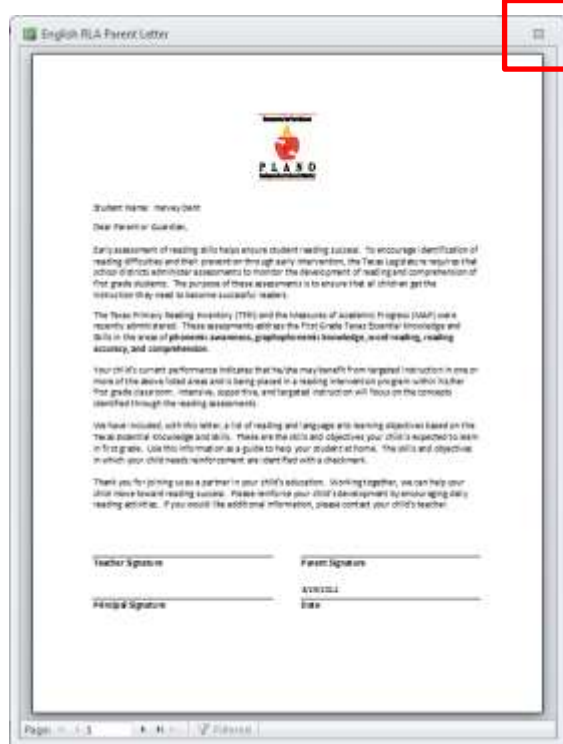 English RLA Parent Letter
PLANO
Student Name: Harvey Dent
Dear Parent or Guardian,
Early assessment of reading skills helps ensure student reading success. To encourage identification of
reading difficulties and their prevention through early intervention, the Texas Legislature requires that
school districts administer assessments to monitor the development of reading and comprehension of
first grade students. The purpose of these assessments is to ensure that all children get the
instruction they need to become successful readers.
The Texas Primary Reading Inventory (TPRI) and the Measures of Academic Progress (MAP) were
recently administered. These assessments address the First Grade Texas Essential Knowledge and
Skills in the areas of phonemic awareness, graphophonemic knowledge, word reading, reading
accuracy, and comprehension.
Your child's current performance indicates that he/she may benefit from targeted instruction in one or
more of the above listed areas and is being placed in a reading intervention program within his/her
first grade classroom. Intensive, supportive, and targeted instruction will focus on the concepts
identified through the reading assessments.
We have included, with this letter, a list of reading and language arts learning objectives based on the
Texas Essential Knowledge and Skills. These are the skills and objectives your child is expected to learn
in first grade. Use this information as a guide to help your student at home. The skills and objectives
in which your child needs reinforcement are identified with a checkmark.
Thank you for joining us as a partner in your child's education. Working together, we can help your
child move toward reading success. Please reinforce your child's development by encouraging daily
reading activities. If you would like additional information, please contact your child's teacher.
Teacher Signature
Parent Signature
Principal Signature
Date
Page: 1
Filtered